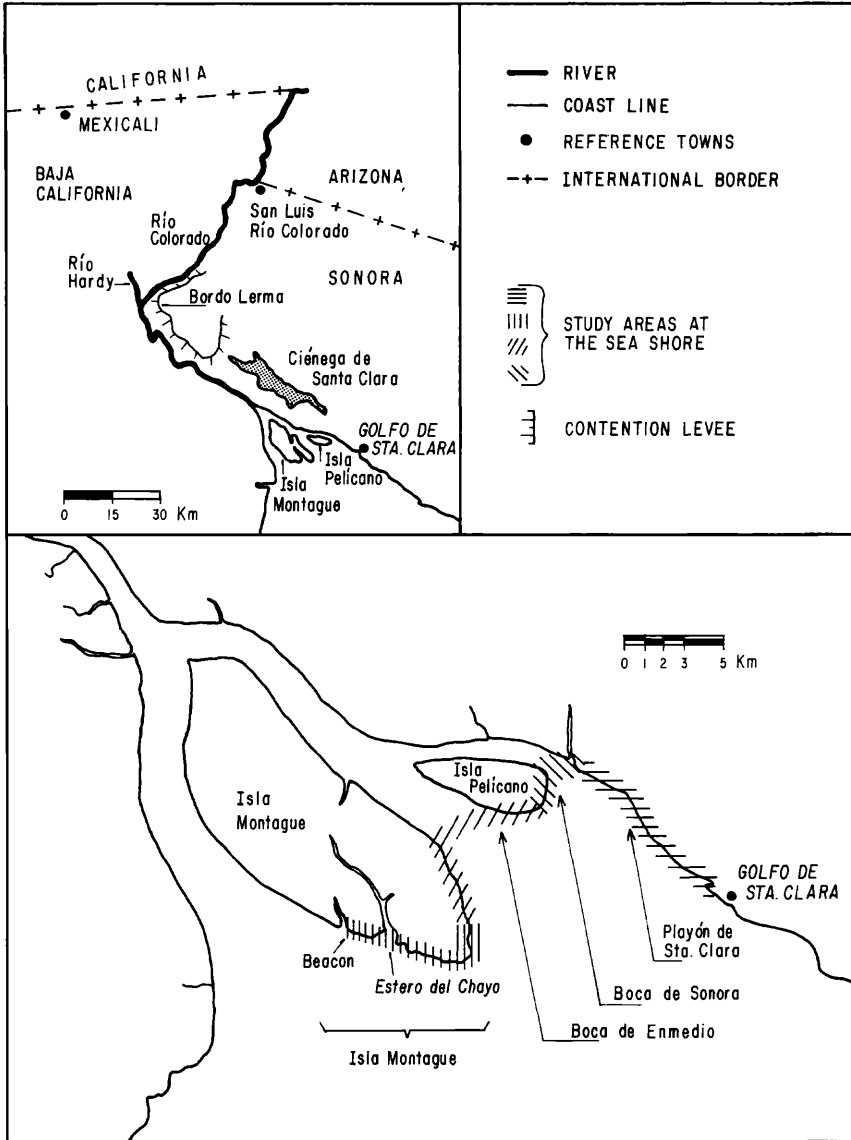 CALIFORNIA
MEXICALI
BAJA
CALIFORNIA
ARIZONA
San Luis
Río Colorado
Río
Colorado
Río
Hardy
SONORA
Bordo Lerma
Ciénega de
Santa Clara
GOLFO DE
STA. CLARA
Isla
Pelícano
Isla
Montague
0 15 30 Km
RIVER
COAST LINE
REFERENCE TOWNS
INTERNATIONAL BORDER
STUDY AREAS AT
THE SEA SHORE
CONTENTION LEVEE
0 1 2 3 5 Km
Isla
Pelícano
Isla
Montague
GOLFO DE
STA. CLARA
Playón de
Sta. Clara
Beacon
Estero del Chayo
Boca de Sonora
Boca de Enmedio
Isla Montague